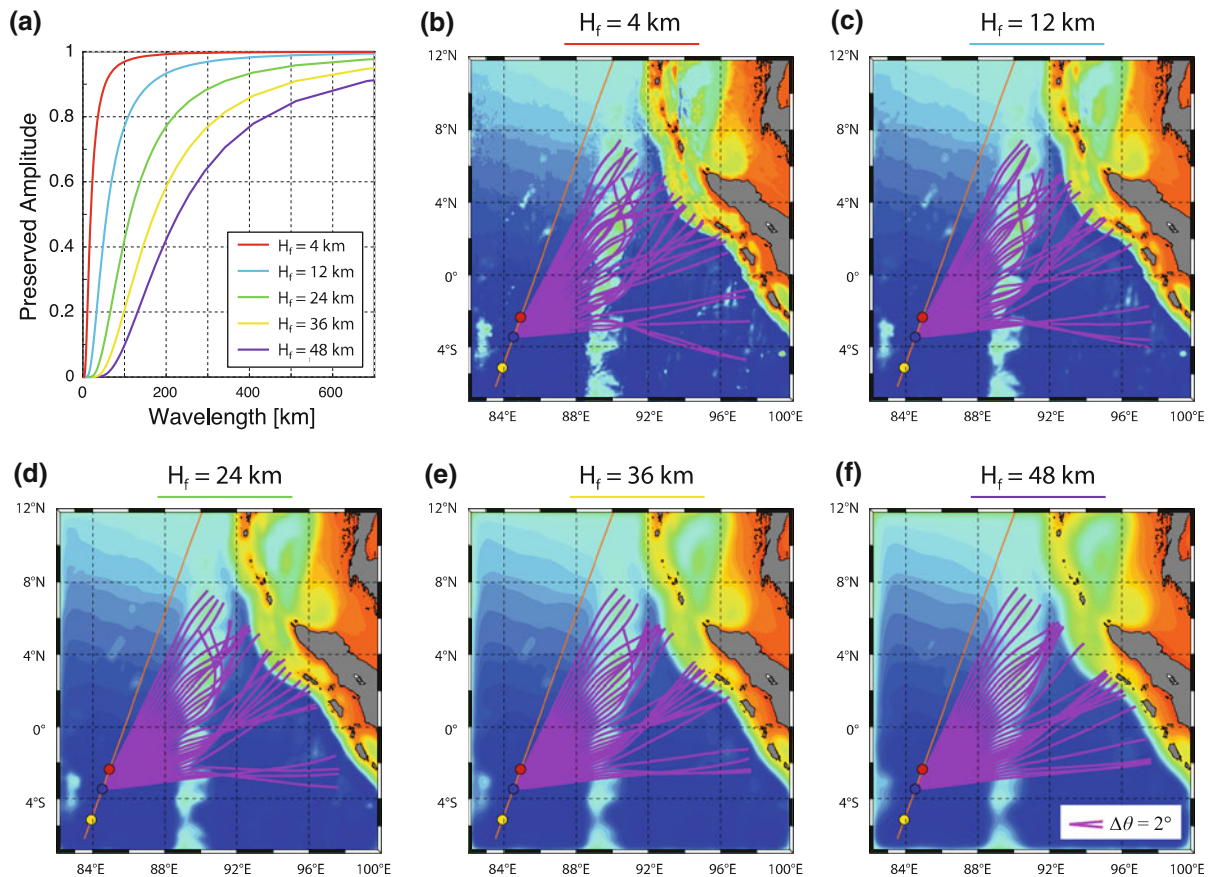 (a)
1
0.8
0.6
0.4
0.2
0
Preserved Amplitude
0 200 400 600
Wavelength [km]
H_f = 4 km
H_f = 12 km
H_f = 24 km
H_f = 36 km
H_f = 48 km
(b)
H_f = 4 km
12°N
8°N
4°N
0°
4°S
84°E 88°E 92°E 96°E 100°E
(c)
H_f = 12 km
12°N
8°N
4°N
0°
4°S
84°E 88°E 92°E 96°E 100°E
(d)
H_f = 24 km
12°N
8°N
4°N
0°
4°S
84°E 88°E 92°E 96°E 100°E
(e)
H_f = 36 km
12°N
8°N
4°N
0°
4°S
84°E 88°E 92°E 96°E 100°E
(f)
H_f = 48 km
12°N
8°N
4°N
0°
4°S
84°E 88°E 92°E 96°E 100°E
Δθ = 2°